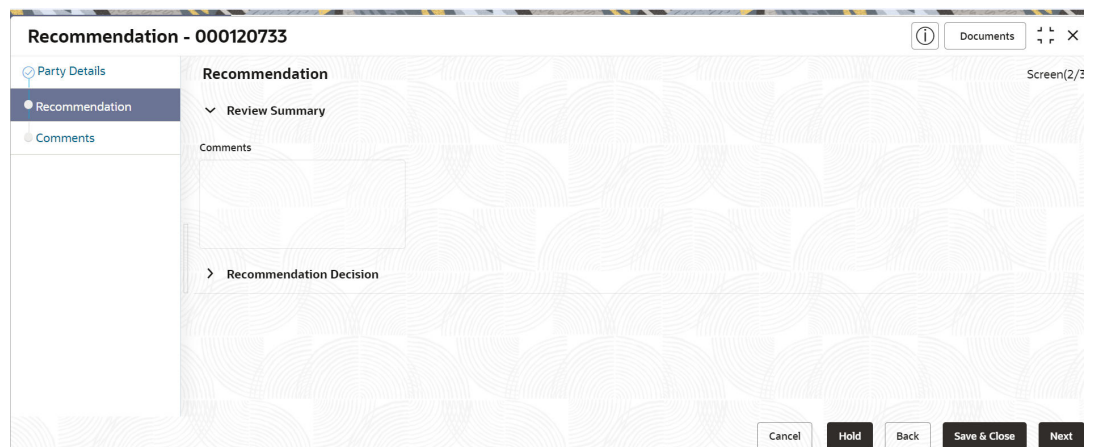 Recommendation - 000120733
Documents
Party Details
Recommendation
Comments
Recommendation
Screen(2/3
Review Summary
Comments
Recommendation Decision
Cancel
Hold
Back
Save & Close
Next